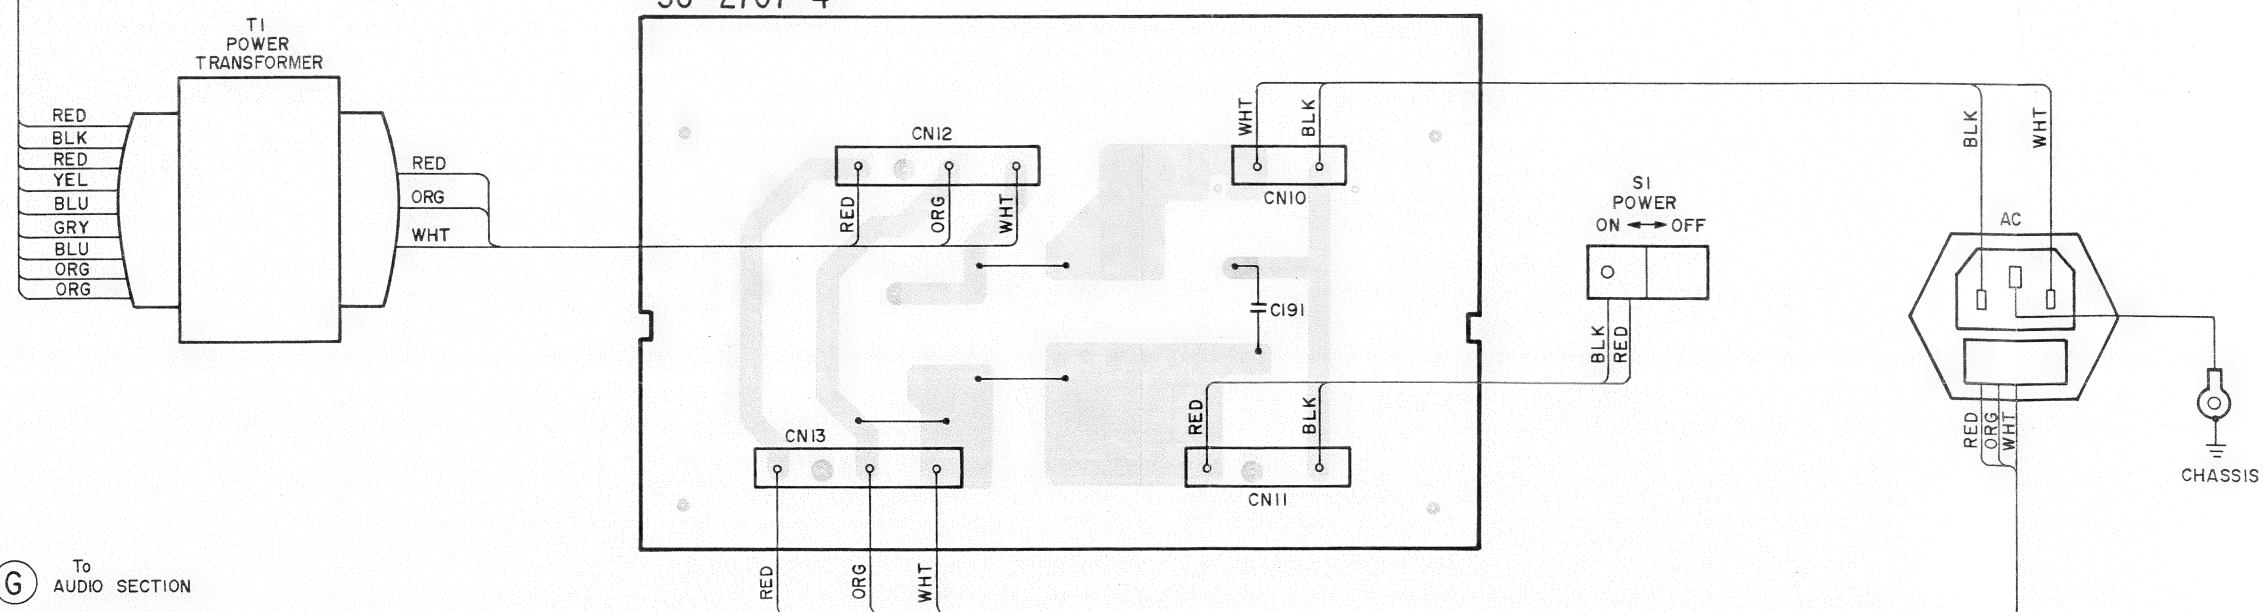 T1
POWER
TRANSFORMER
RED
BLK
RED
YEL
BLU
GRY
BLU
ORG
ORG
RED
ORG
WHT
CN12
RED
ORG
WHT
WHT
BLK
CN10
C191
CN13
RED
BLK
CN11
RED
ORG
WHT
S1
POWER
ON OFF
BLK
RED
BLK
WHT
AC
RED
ORG
WHT
CHASSIS
G To
AUDIO SECTION